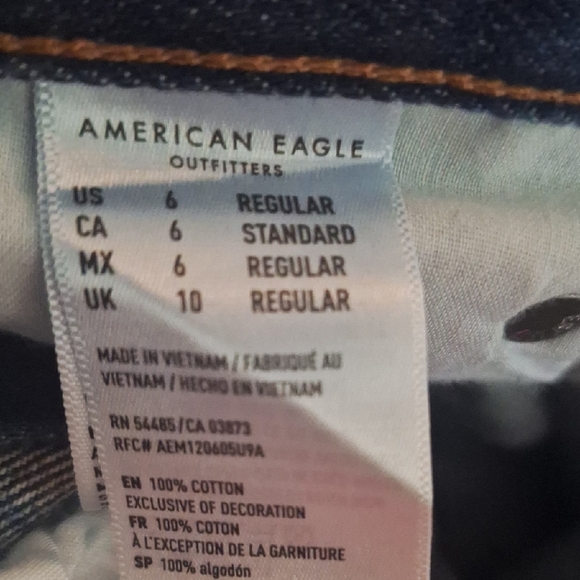 AMERICAN EAGLE
OUTFITTERS
US 6 REGULAR
CA 6 STANDARD
MX 6 REGULAR
UK 10 REGULAR
MADE IN VIETNAM / FABRIQUÉ AU
VIETNAM / HECHO EN VIETNAM
RN 54485/CA 03873
RFC# AEM120605U9A
EN 100% COTTON
EXCLUSIVE OF DECORATION
FR 100% COTON
À L'EXCEPTION DE LA GARNITURE
SP 100% algodón